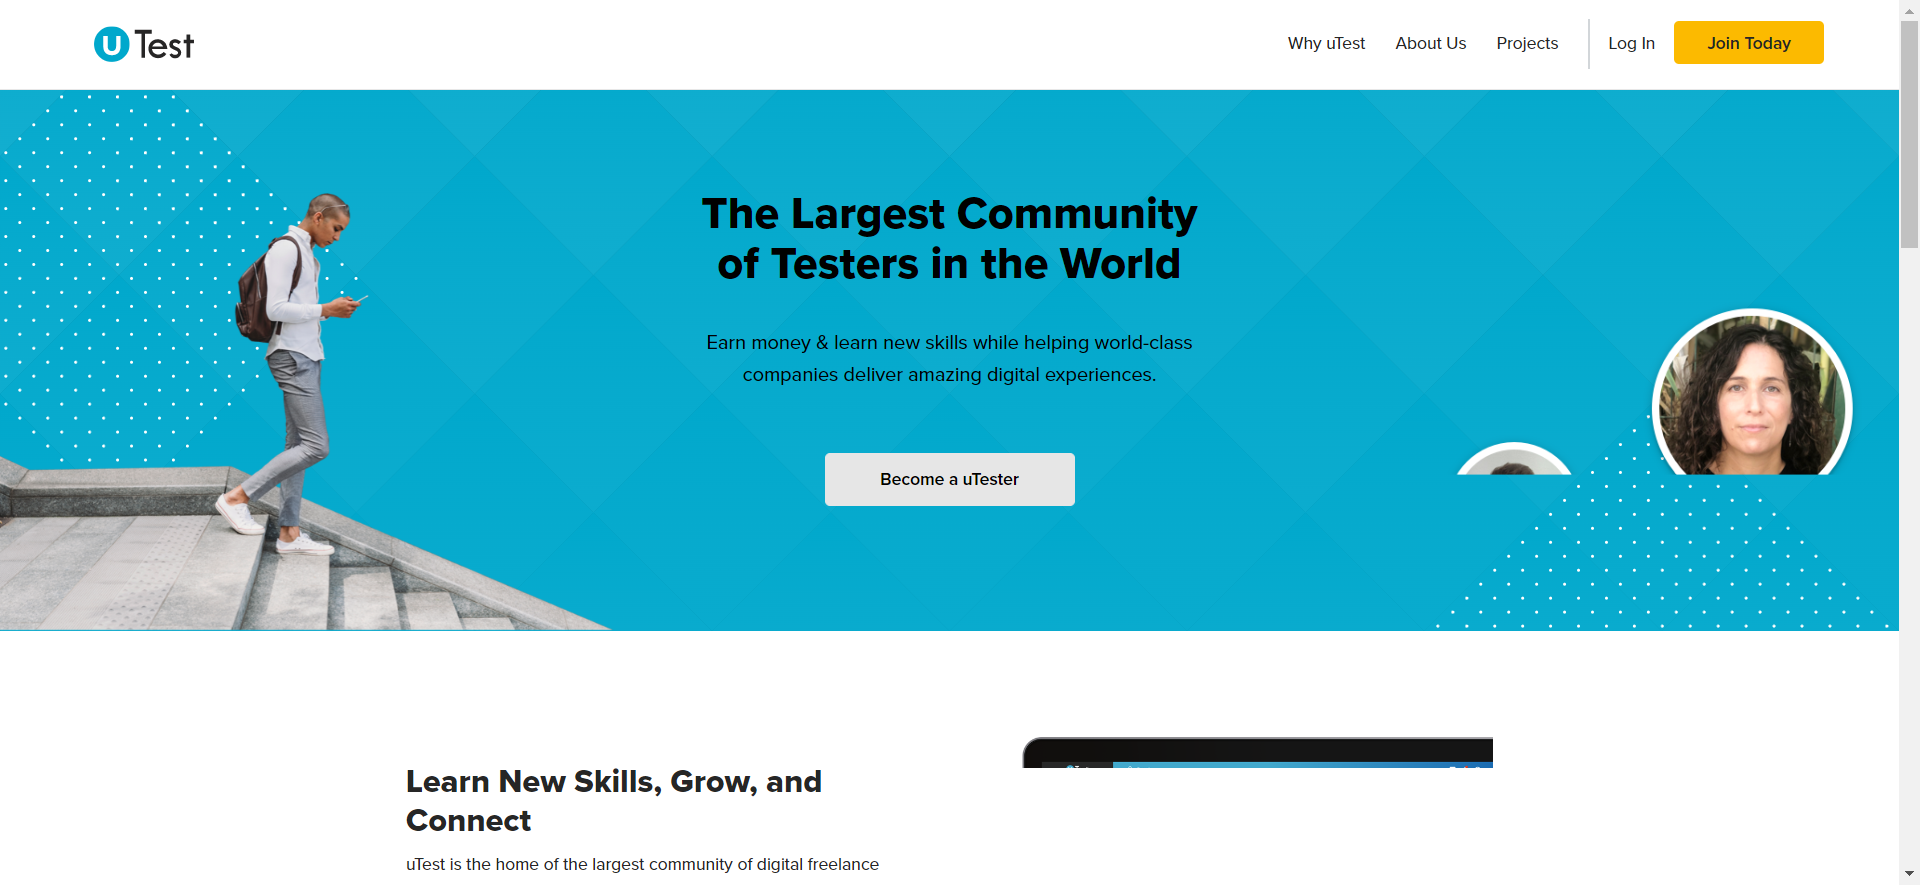 uTest
Why uTest
About Us
Projects
Log In
Join Today
The Largest Community
of Testers in the World
Earn money & learn new skills while helping world-class
companies deliver amazing digital experiences.
Become a uTester
Learn New Skills, Grow, and
Connect
uTest is the home of the largest community of digital freelance